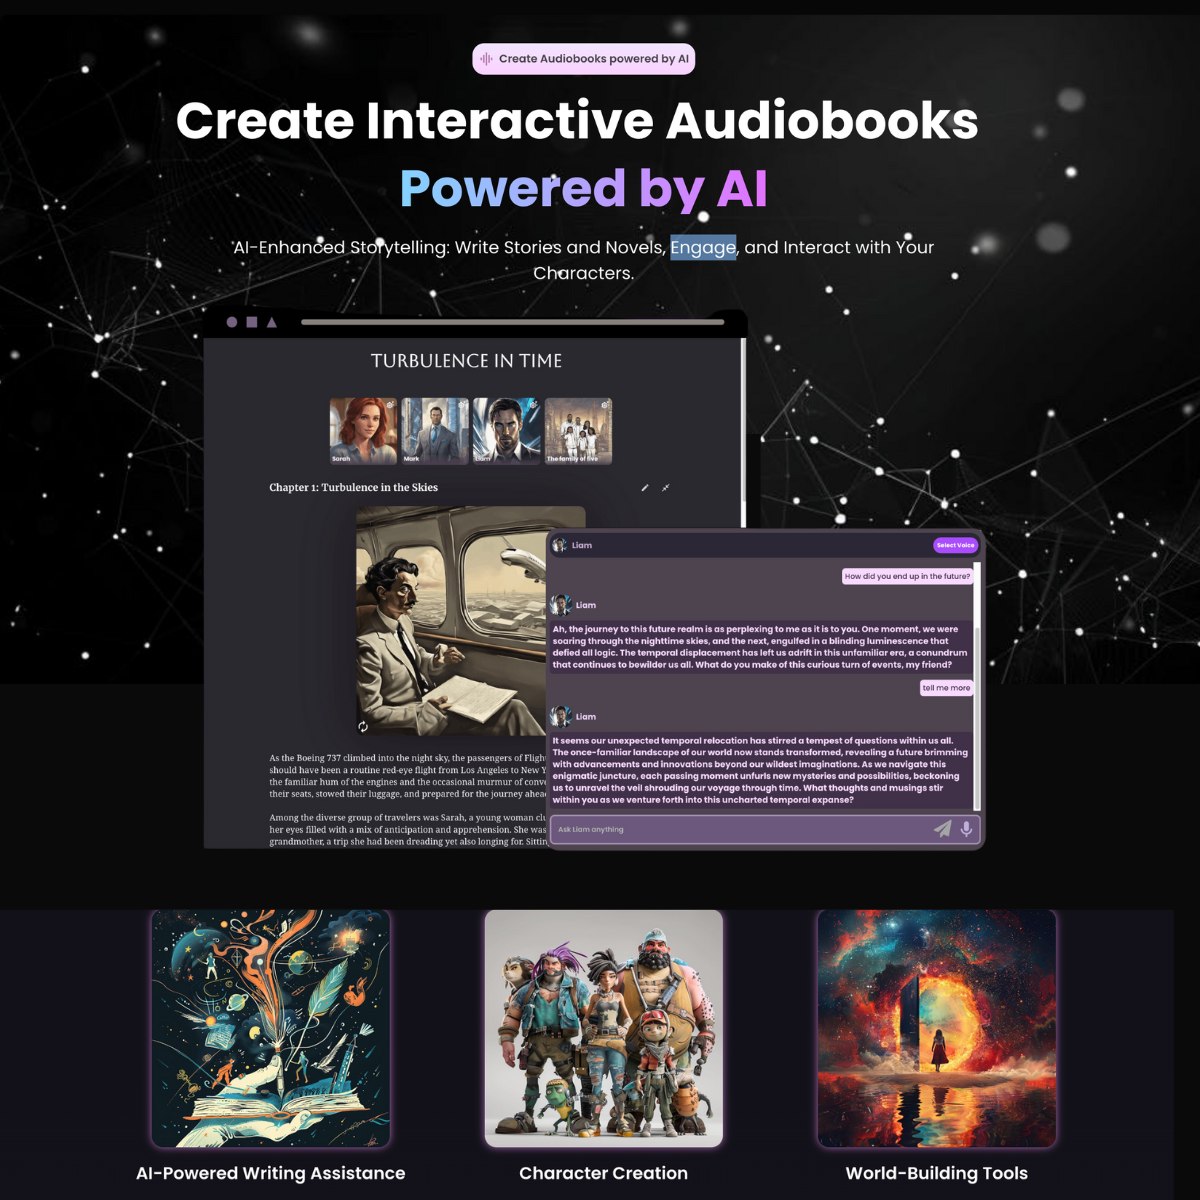 Create Audiobooks powered by AI
Create Interactive Audiobooks
Powered by AI
AI-Enhanced Storytelling: Write Stories and Novels, Engage, and Interact with Your
Characters.
TURBULENCE IN TIME
Sarah
Mark
Liam
The family of five
Chapter 1: Turbulence in the Skies
As the Boeing 737 climbed into the night sky, the passengers of
should have been a routine red-eye flight from Los Angeles to New
the familiar hum of the engines and the occasional murmur of
their seats, stowed their luggage, and prepared for the journey
Among the diverse group of travelers was Sarah, a young woman
her eyes filled with a mix of anticipation and apprehension. She was
grandmother, a trip she had been dreading yet also longing for.
Liam
Select Voice
How did you end up in the future?
Liam
Ah, the journey to this future realm is as perplexing to me as it is to you. One moment, we were
soaring through the nighttime skies, and the next, engulfed in a blinding luminescence that
defied all logic. The temporal displacement has left us adrift in this unfamiliar era, a conundrum
that continues to bewilder us all. What do you make of this curious turn of events, my friend?
tell me more
Liam
It seems our unexpected temporal relocation has stirred a tempest of questions within us all.
The once-familiar landscape of our world now stands transformed, revealing a future brimming
with advancements and innovations beyond our wildest imaginations. As we navigate this
enigmatic juncture, each passing moment unfurls new mysteries and possibilities, beckoning
us to unravel the veil shrouding our voyage through time. What thoughts and musings stir
within you as we venture forth into this uncharted temporal expanse?
Ask Liam anything
AI-Powered Writing Assistance
Character Creation
World-Building Tools